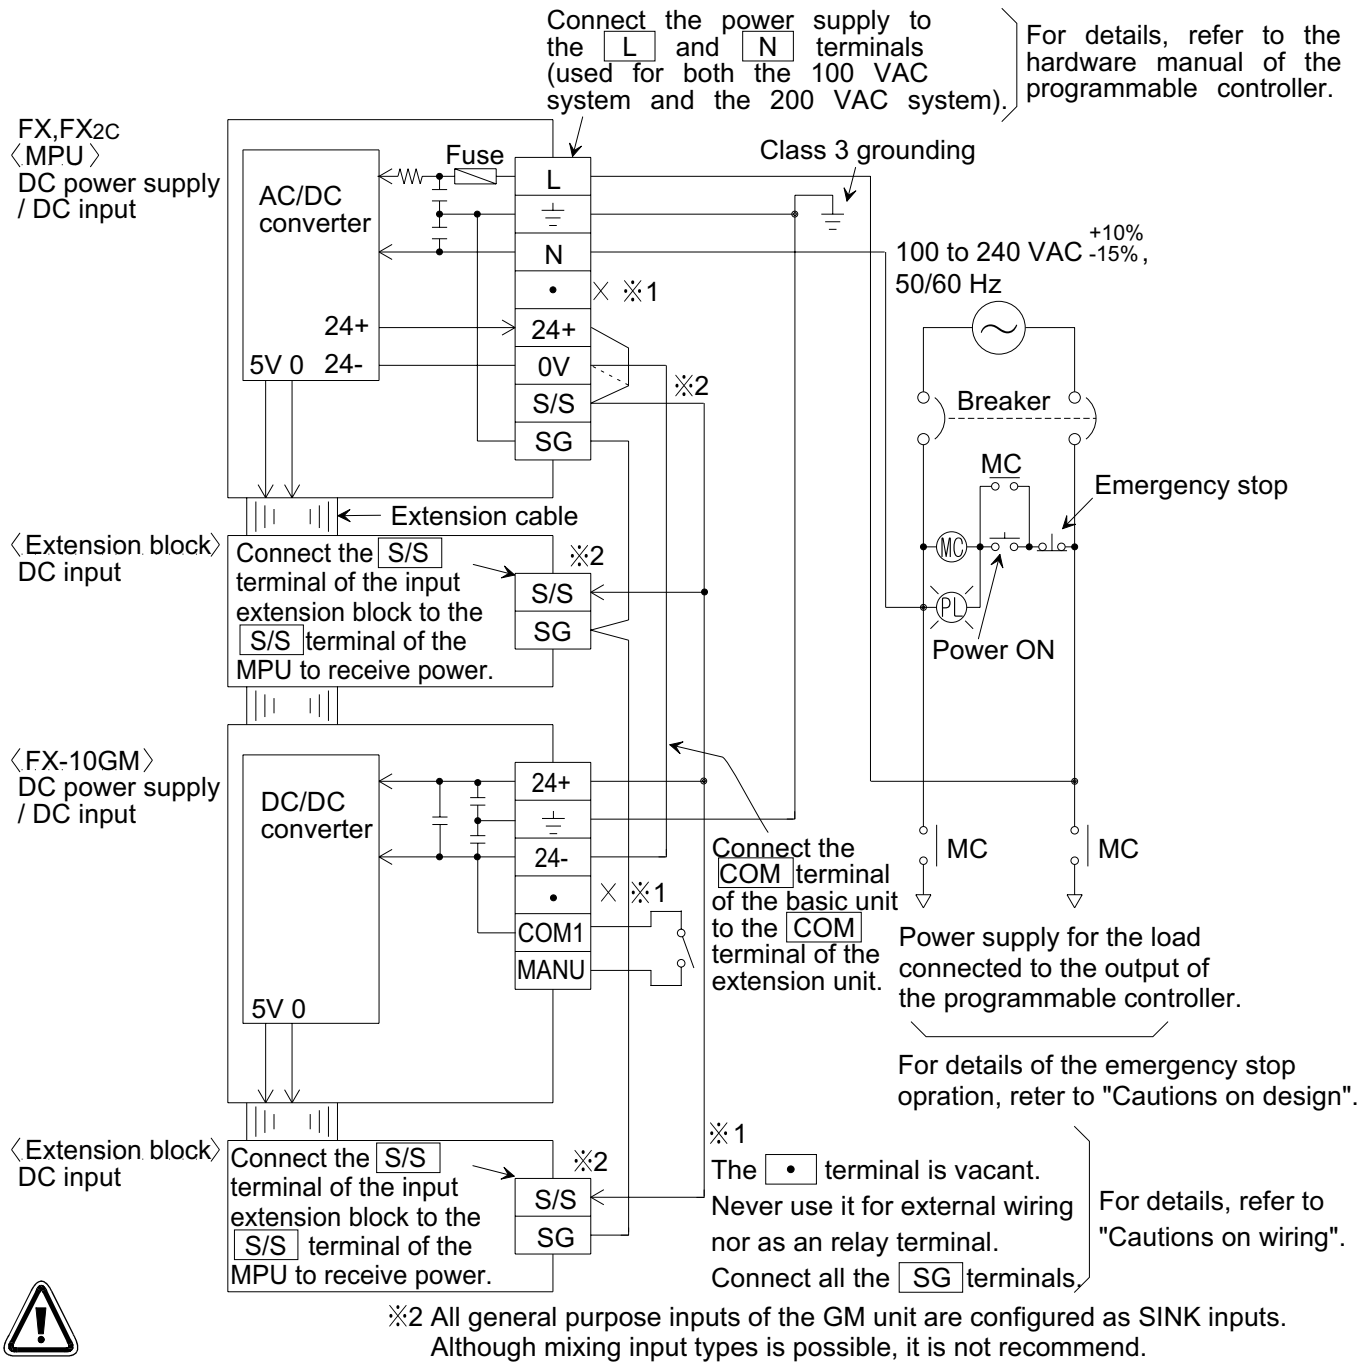 Connect the power supply to
the L and N terminals
(used for both the 100 VAC
system and the 200 VAC system).
For details, refer to the
hardware manual of the
programmable controller.
FX,FX2C
〈MPU〉
DC power supply
/ DC input
AC/DC
converter
24+
5V 0 24-
Fuse
L
N
•
24+
0V
S/S
SG
× ※1
※2
Class 3 grounding
100 to 240 VAC +10% -15%,
50/60 Hz
Breaker
MC
Emergency stop
MC
PL
Power ON
MC
MC
Power supply for the load
connected to the output of
the programmable controller.
For details of the emergency stop
opration, reter to "Cautions on design".
Extension cable
〈Extension block〉
DC input
Connect the S/S
terminal of the input
extension block to the
S/S terminal of the
MPU to receive power.
※2
S/S
SG
〈FX-10GM〉
DC power supply
/ DC input
DC/DC
converter
5V 0
24+
24-
•
COM1
MANU
× ※1
Connect the
COM terminal
of the basic unit
to the COM
terminal of the
extension unit.
〈Extension block〉
DC input
Connect the S/S
terminal of the input
extension block to the
S/S terminal of the
MPU to receive power.
※2
S/S
SG
※1
The • terminal is vacant.
Never use it for external wiring
nor as an relay terminal.
Connect all the SG terminals.
For details, refer to
"Cautions on wiring".
※2 All general purpose inputs of the GM unit are configured as SINK inputs.
Although mixing input types is possible, it is not recommend.